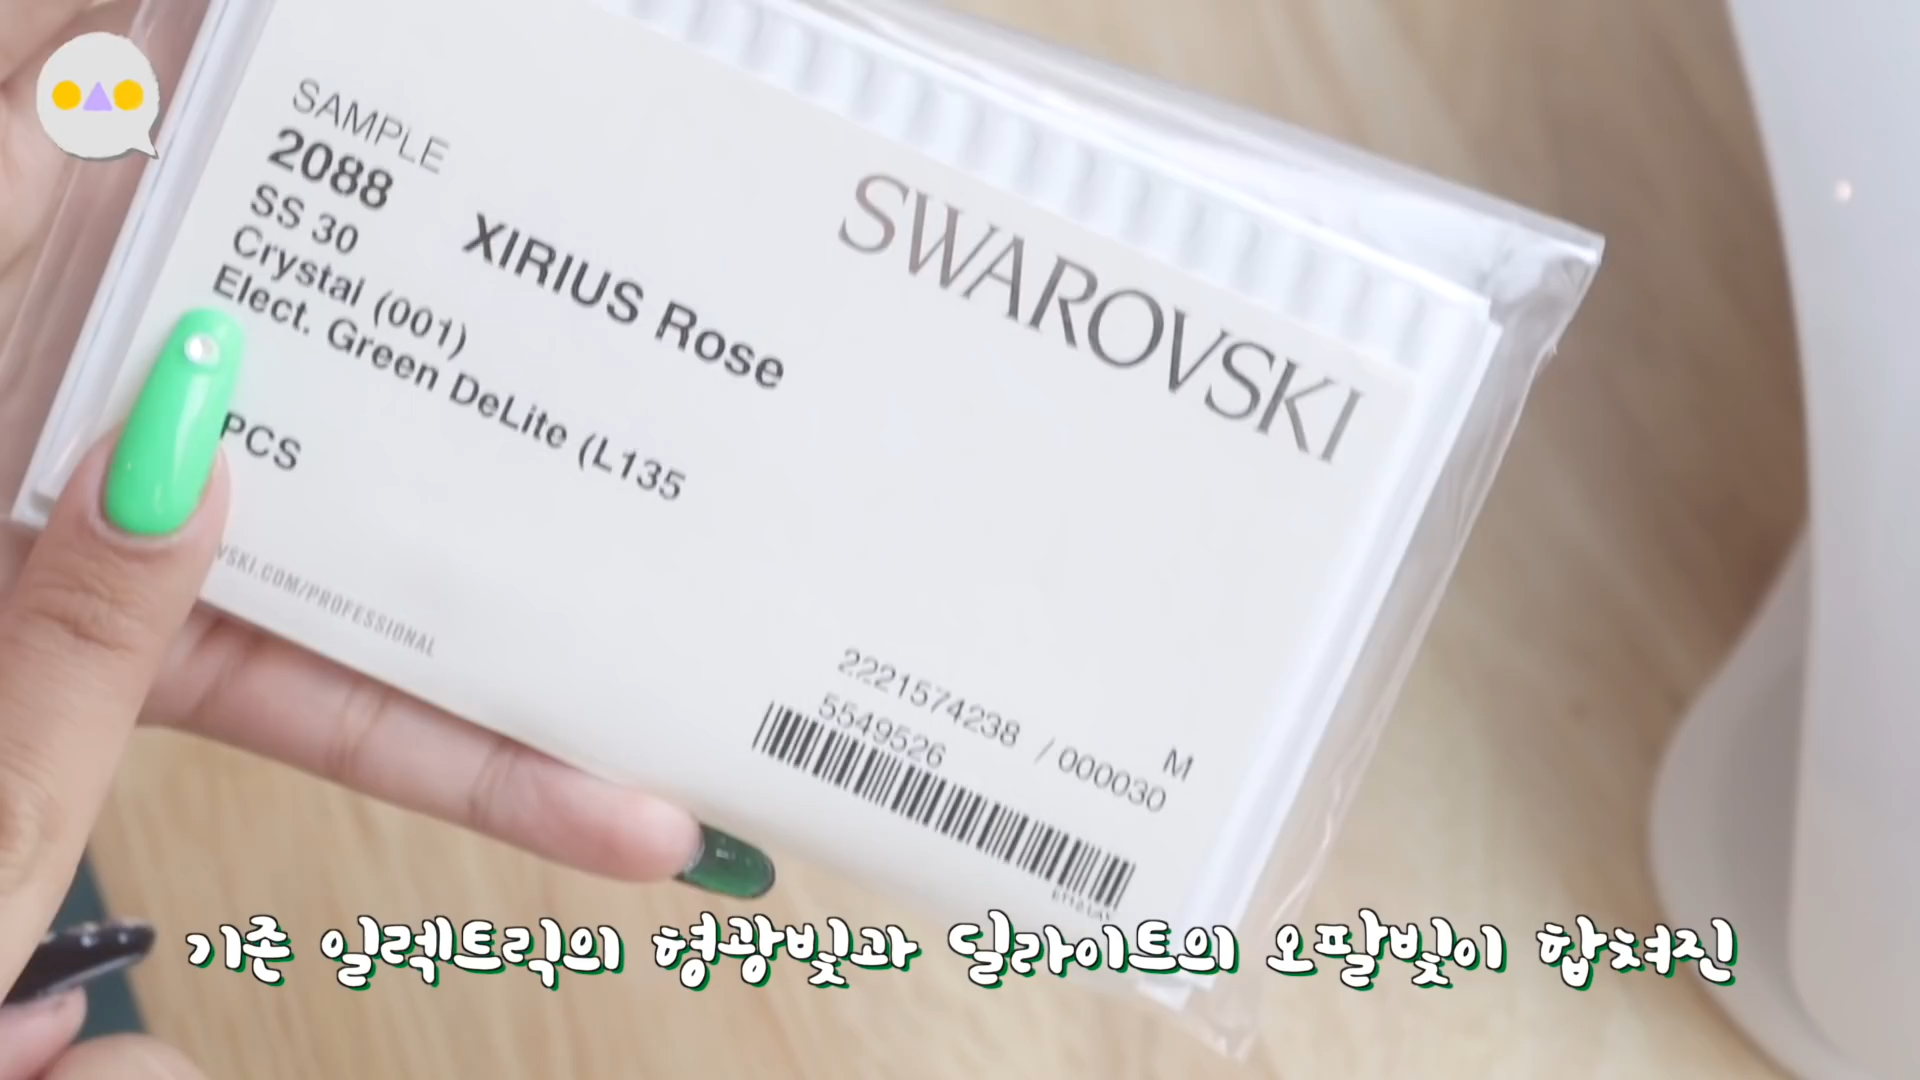 SAMPLE
2088 XIRIUS Rose
SS 30
Crystal (001)
Elect. Green DeLite (L135
PCS
SWAROVSKI
VSKI.COM/PROFESSIONAL
2221574238 / 000030
M
5549526
기존 일렉트릭의 형광빛과 딜라이트의 오팔빛이 합쳐진